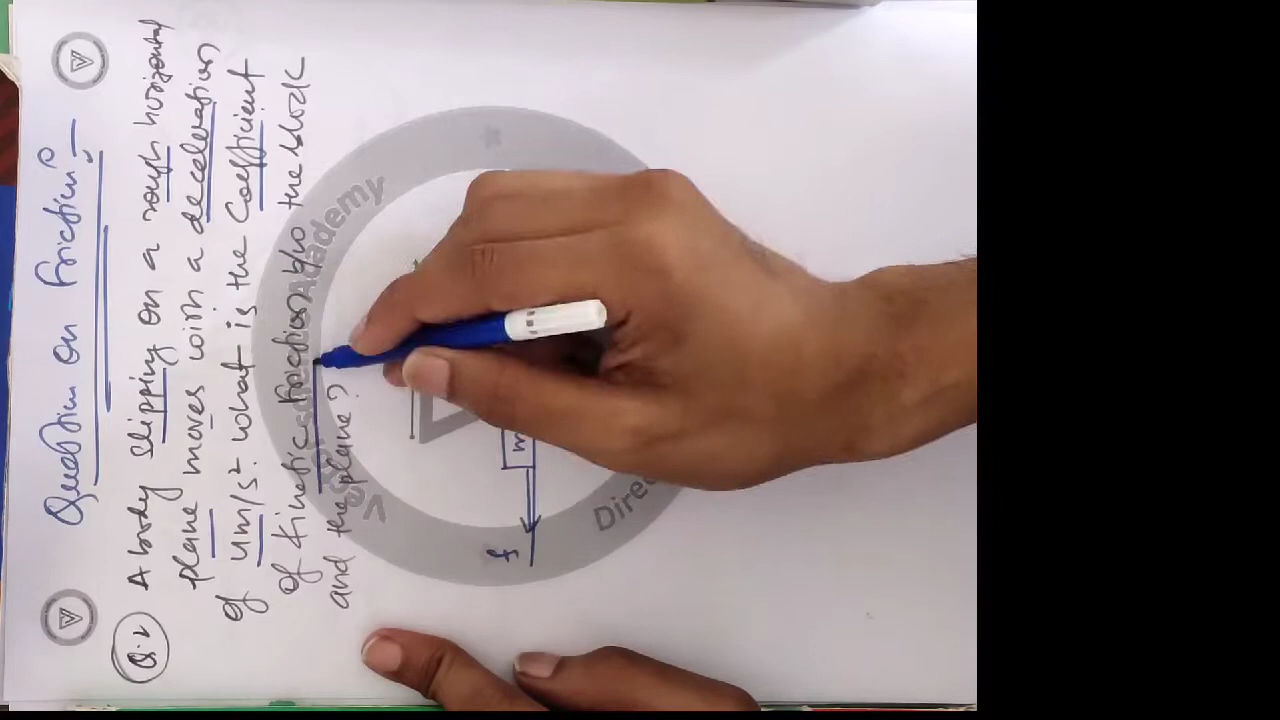 Question on friction :-
Q.2 A body slipping on a rough horizontal
plane moves with a deceleration
of 4m/s². what is the coefficient
of kinetic friction b/w the block
and the plane?
f
m
Academy
Direc